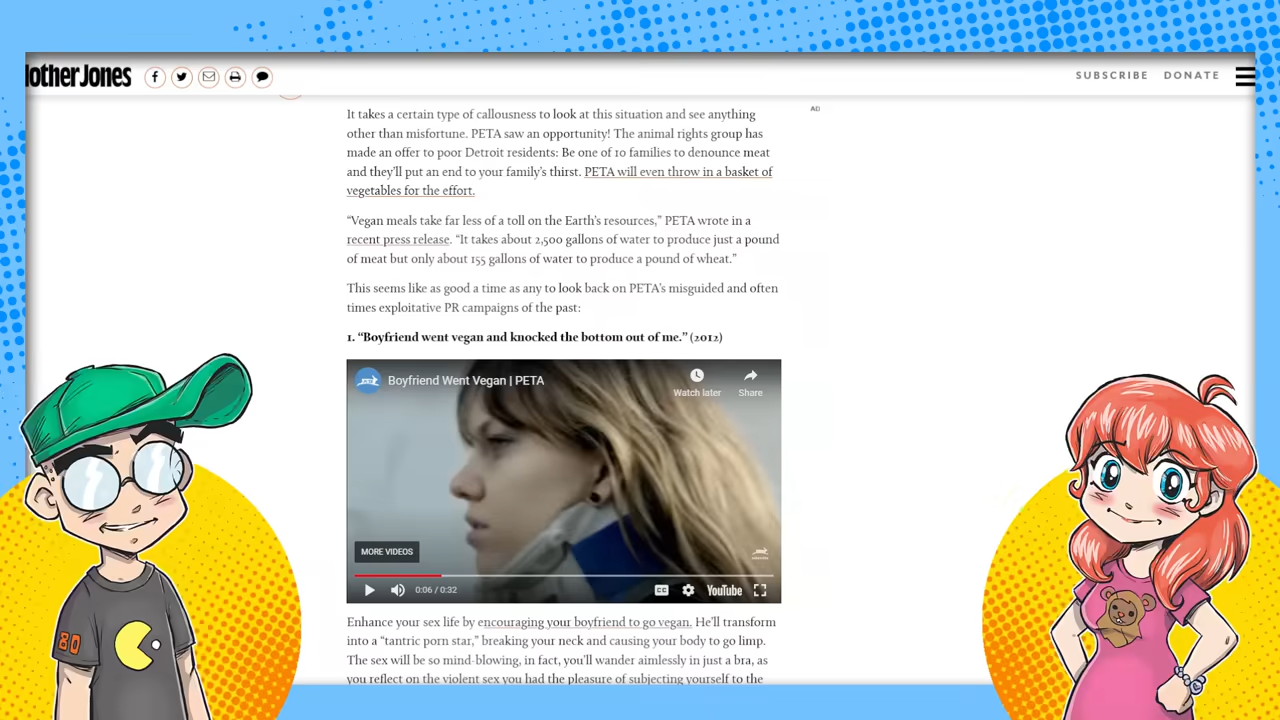 MotherJones
SUBSCRIBE DONATE
It takes a certain type of callousness to look at this situation and see anything
other than misfortune. PETA saw an opportunity! The animal rights group has
made an offer to poor Detroit residents: Be one of 10 families to denounce meat
and they'll put an end to your family's thirst. PETA will even throw in a basket of
vegetables for the effort.
AD
“Vegan meals take far less of a toll on the Earth's resources,” PETA wrote in a
recent press release. “It takes about 2,500 gallons of water to produce just a pound
of meat but only about 155 gallons of water to produce a pound of wheat.”
This seems like as good a time as any to look back on PETA's misguided and often
times exploitative PR campaigns of the past:
1. “Boyfriend went vegan and knocked the bottom out of me.” (2012)
Boyfriend Went Vegan | PETA
Watch later
Share
MORE VIDEOS
0:06 / 0:32
CC
YouTube
Enhance your sex life by encouraging your boyfriend to go vegan. He'll transform
into a “tantric porn star,” breaking your neck and causing your body to go limp.
The sex will be so mind-blowing, in fact, you'll wander aimlessly in just a bra, as
you reflect on the violent sex you had the pleasure of subjecting yourself to the
80